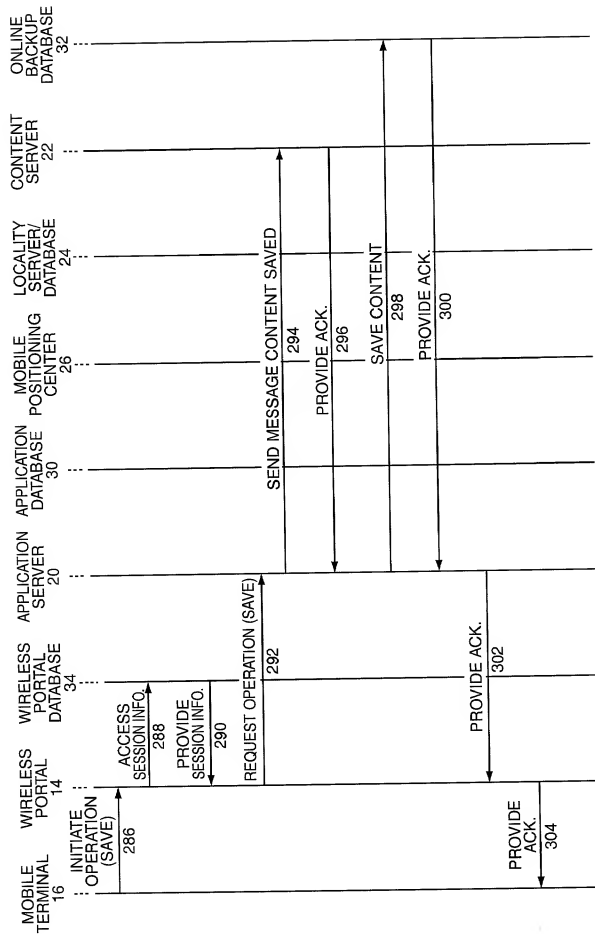 MOBILE
TERMINAL
16
WIRELESS
PORTAL
14
WIRELESS
PORTAL
DATABASE
34
APPLICATION
SERVER
20
APPLICATION
DATABASE
30
MOBILE
POSITIONING
CENTER
26
LOCALITY
SERVER/
DATABASE
24
CONTENT
SERVER
22
ONLINE
BACKUP
DATABASE
32
INITIATE
OPERATION
(SAVE)
286
ACCESS
SESSION INFO.
288
PROVIDE
SESSION INFO.
290
REQUEST OPERATION (SAVE)
292
SEND MESSAGE CONTENT SAVED
294
PROVIDE ACK.
296
SAVE CONTENT
298
PROVIDE ACK.
300
PROVIDE ACK.
302
PROVIDE
ACK.
304